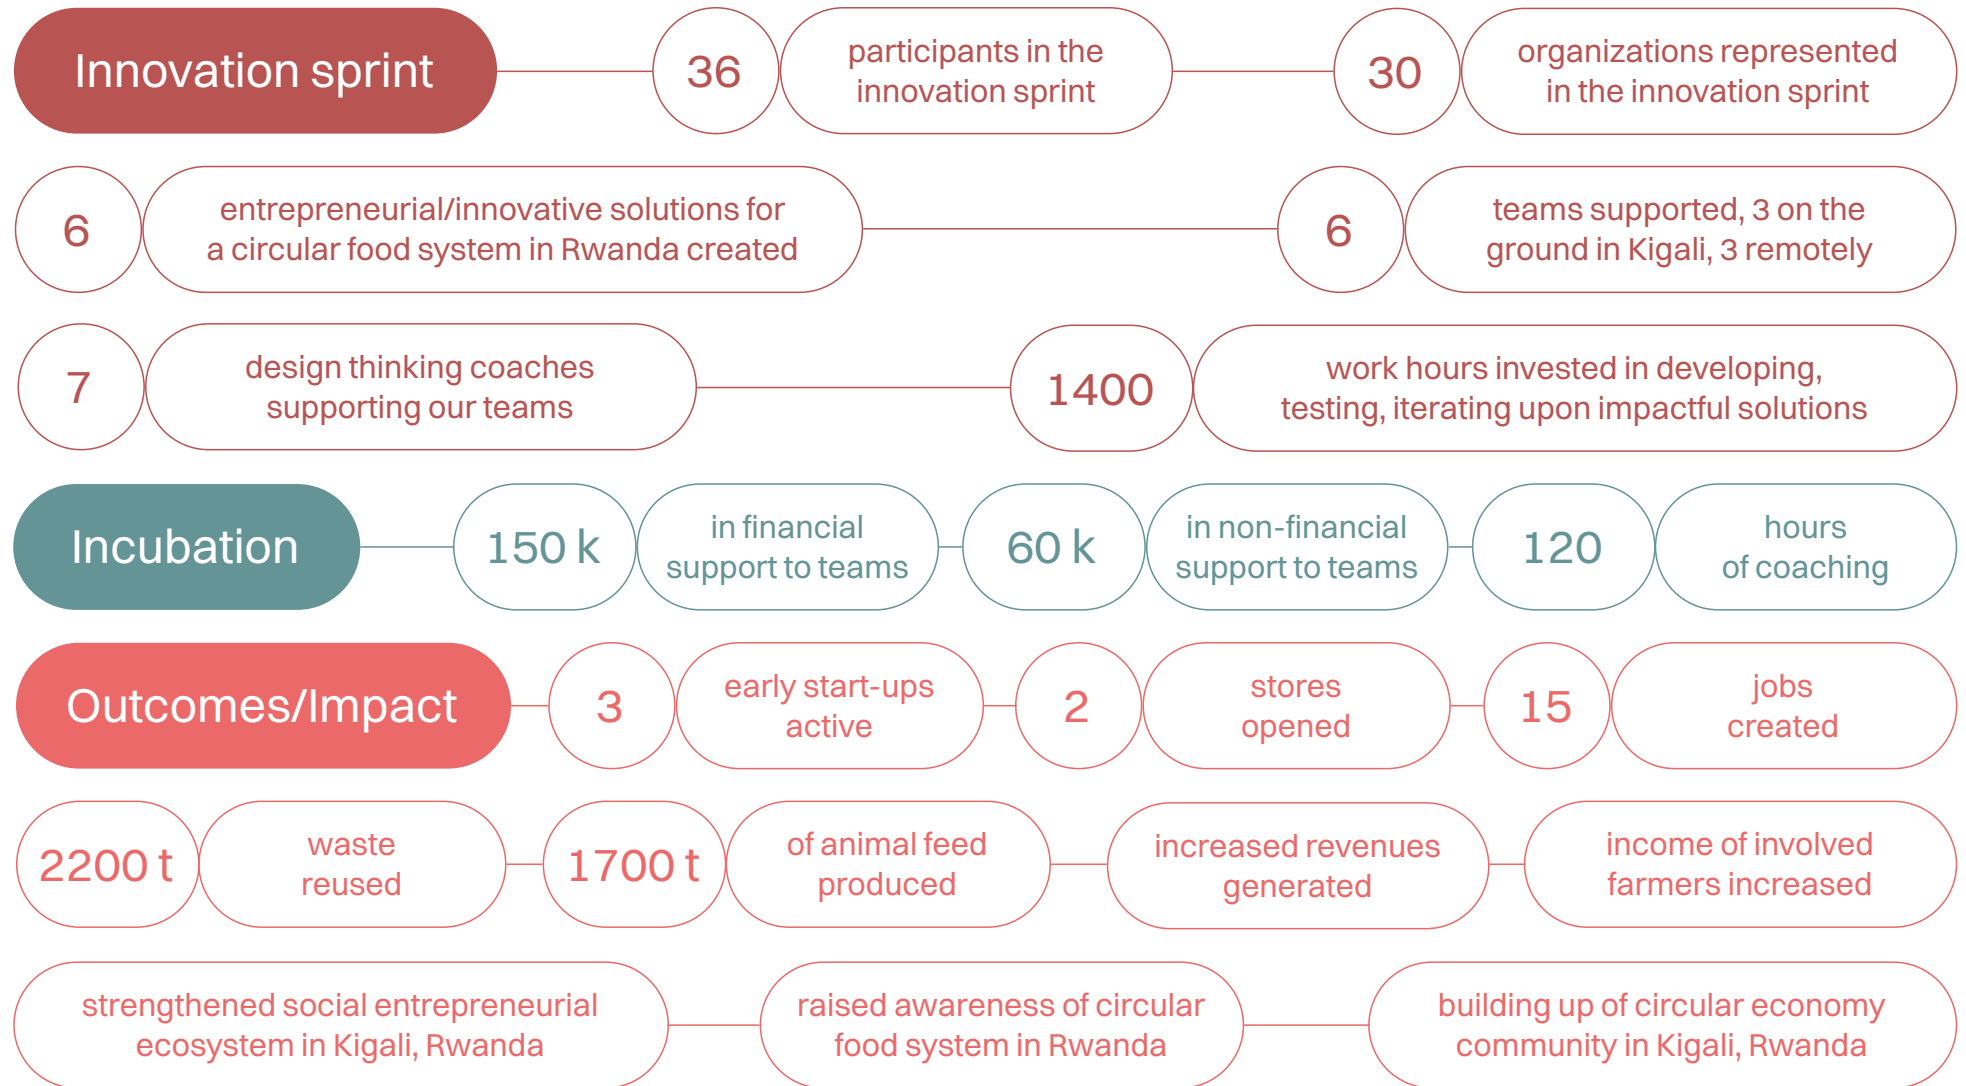 Innovation sprint
36
participants in the
innovation sprint
30
organizations represented
in the innovation sprint
6
entrepreneurial/innovative solutions for
a circular food system in Rwanda created
6
teams supported, 3 on the
ground in Kigali, 3 remotely
7
design thinking coaches
supporting our teams
1400
work hours invested in developing,
testing, iterating upon impactful solutions
Incubation
150 k
in financial
support to teams
60 k
in non-financial
support to teams
120
hours
of coaching
Outcomes/Impact
3
early start-ups
active
2
stores
opened
15
jobs
created
2200 t
waste
reused
1700 t
of animal feed
produced
increased revenues
generated
income of involved
farmers increased
strengthened social entrepreneurial
ecosystem in Kigali, Rwanda
raised awareness of circular
food system in Rwanda
building up of circular economy
community in Kigali, Rwanda